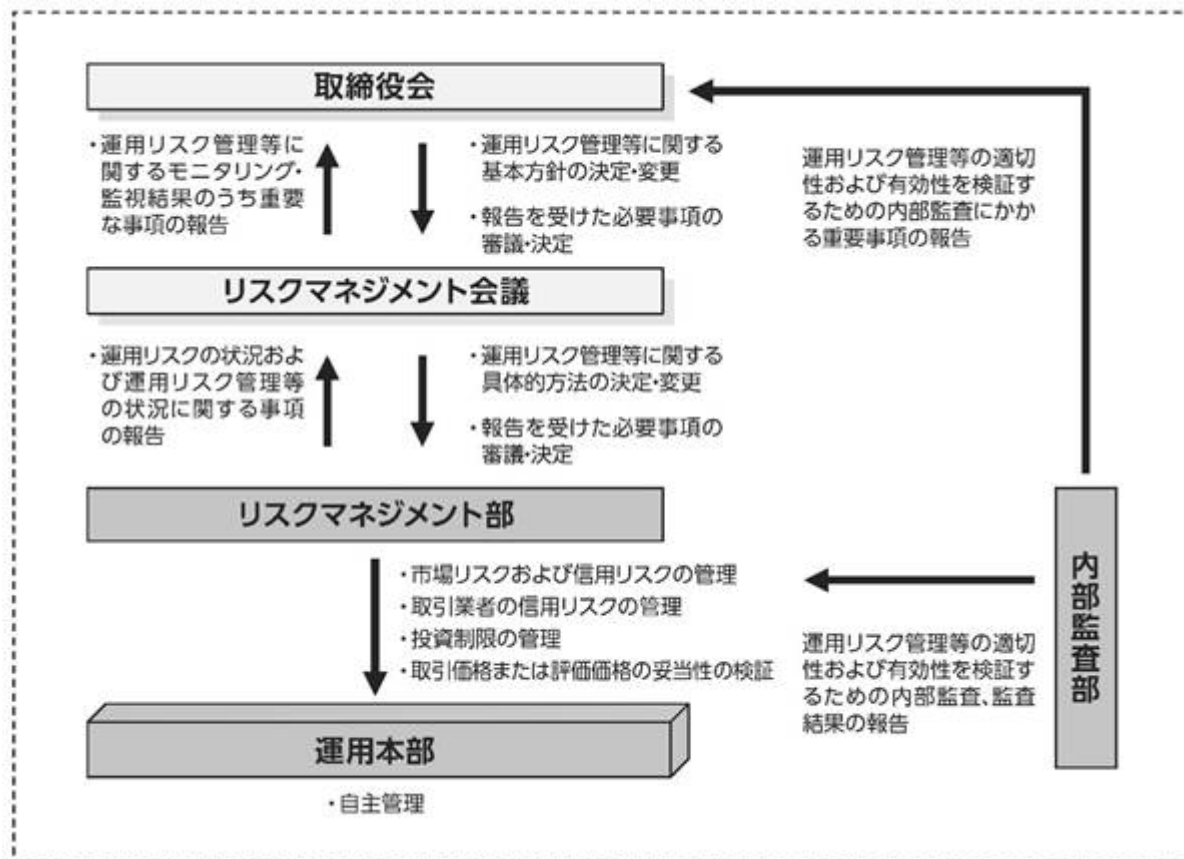 取締役会
・運用リスク管理等に
関するモニタリング・
監視結果のうち重要
な事項の報告
・運用リスク管理等に関する
基本方針の決定・変更
・報告を受けた必要事項の
審議・決定
運用リスク管理等の適切
性および有効性を検証す
るための内部監査にかか
る重要事項の報告
リスクマネジメント会議
・運用リスクの状況およ
び運用リスク管理等
の状況に関する事項
の報告
・運用リスク管理等に関する
具体的方法の決定・変更
・報告を受けた必要事項の
審議・決定
リスクマネジメント部
・市場リスクおよび信用リスクの管理
・取引業者の信用リスクの管理
・投資制限の管理
・取引価格または評価価格の妥当性の検証
運用リスク管理等の適切
性および有効性を検証す
るための内部監査、監査
結果の報告
内部監査部
運用本部
・自主管理